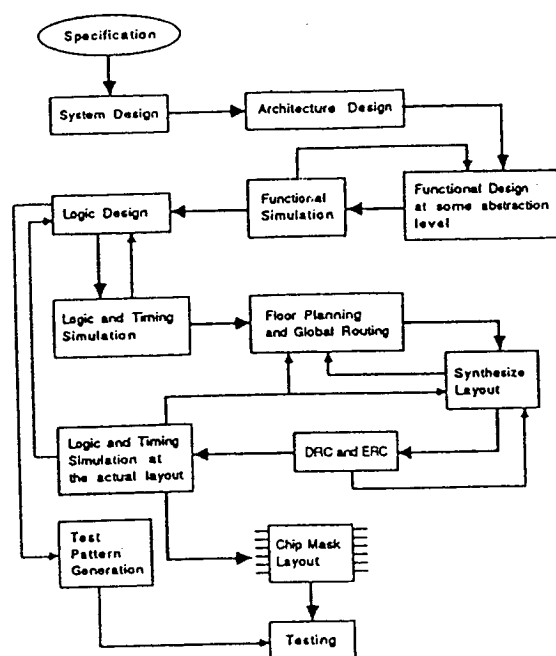 Specification
System Design
Architecture Design
Functional Simulation
Functional Design
at some abstraction
level
Logic Design
Logic and Timing
Simulation
Floor Planning
and Global Routing
Synthesize
Layout
Logic and Timing
Simulation at
the actual layout
DRC and ERC
Test
Pattern
Generation
Chip Mask
Layout
Testing